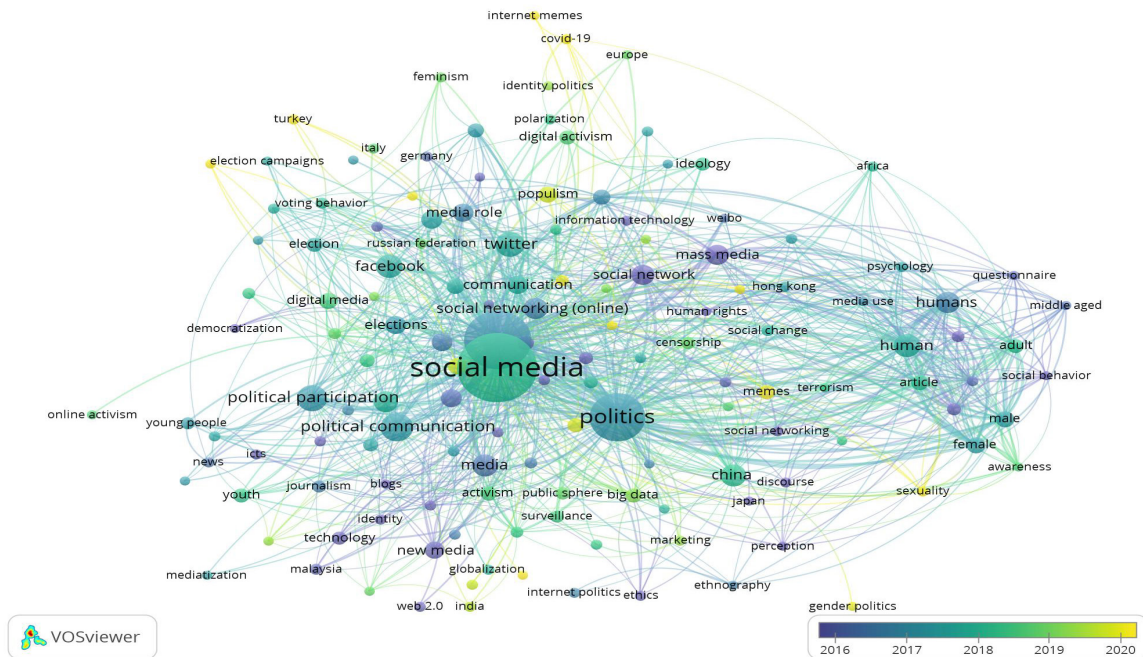 internet memes
covid-19
europe
feminism
identity politics
turkey
polarization
digital activism
italy
germany
election campaigns
ideology
africa
populism
voting behavior
media role
information technology
weibo
election
russian federation
twitter
mass media
facebook
social network
psychology
questionnaire
communication
hong kong
digital media
social networking (online)
human rights
media use
humans
middle aged
democratization
elections
social change
censorship
human
adult
social media
article
social behavior
political participation
memes
terrorism
online activism
politics
male
young people
political communication
social networking
female
news
icts
media
china
awareness
journalism
blogs
discourse
sexuality
youth
activism
public sphere
big data
japan
identity
surveillance
technology
new media
marketing
perception
mediatization
malaysia
globalization
ethnography
internet politics
ethics
web 2.0
india
gender politics
VOSviewer
2016 2017 2018 2019 2020